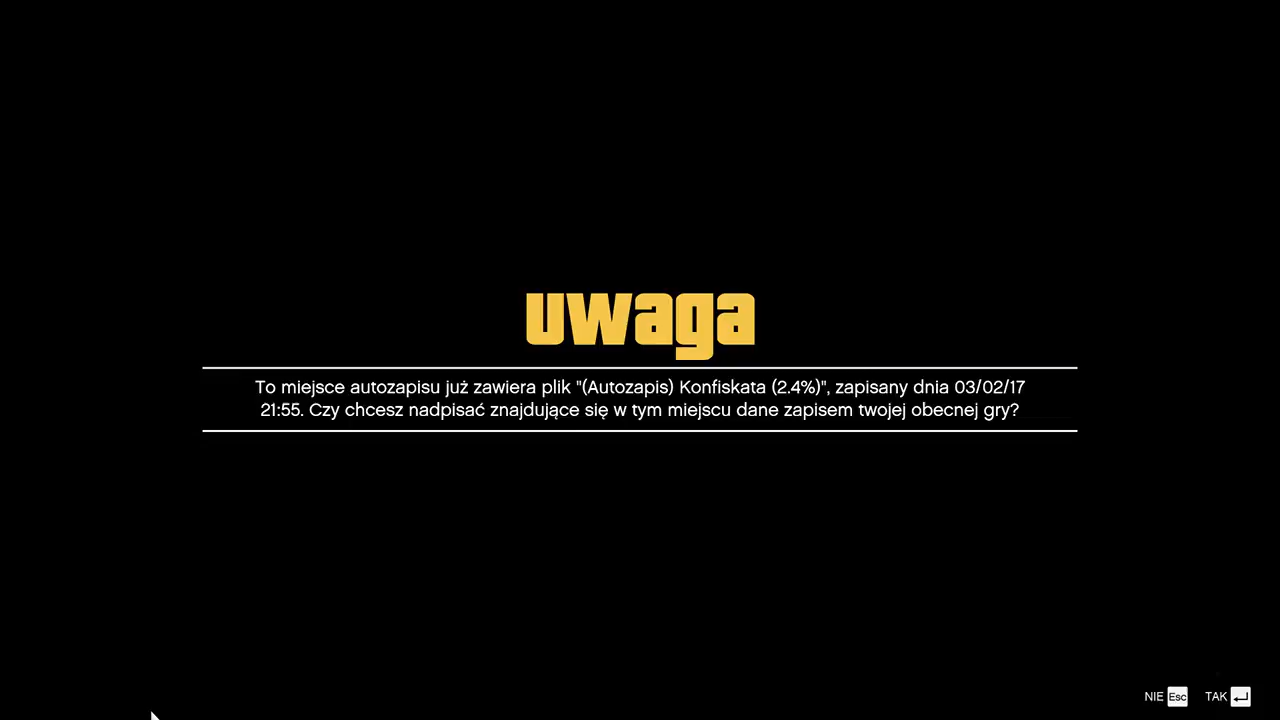 uwaga
To miejsce autozapisu już zawiera plik "(Autozapis) Konfiskata (2.4%)", zapisany dnia 03/02/17
21:55. Czy chcesz nadpisać znajdujące się w tym miejscu dane zapisem twojej obecnej gry?
NIE Esc TAK